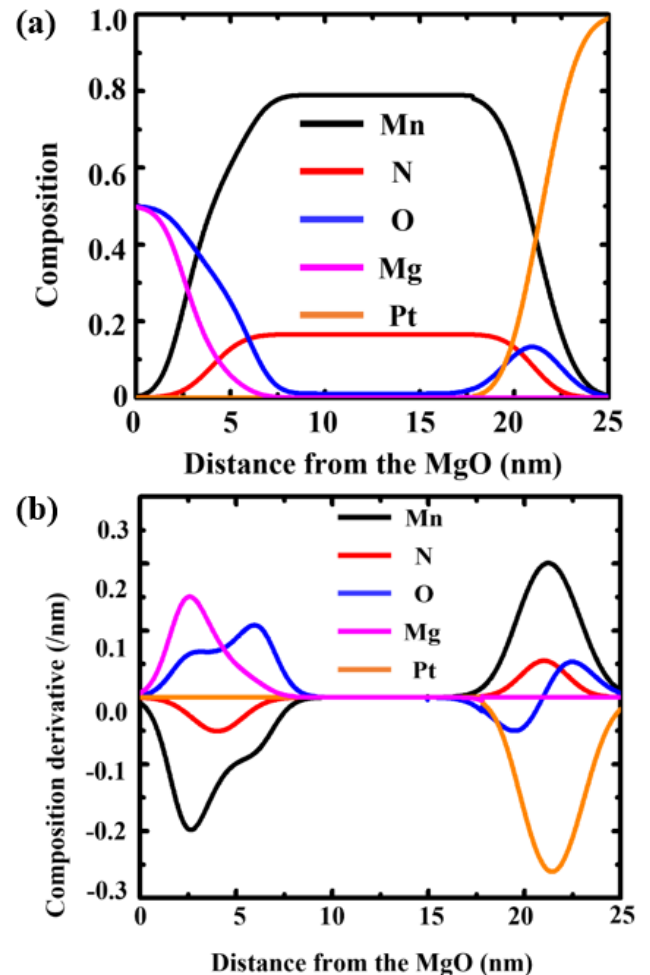 (a)
1.0
0.8
0.6
0.4
0.2
0
Composition
Mn
N
O
Mg
Pt
0 5 10 15 20 25
Distance from the MgO (nm)
(b)
0.3
0.2
0.1
0.0
-0.1
-0.2
-0.3
Composition derivative (/nm)
Mn
N
O
Mg
Pt
0 5 10 15 20 25
Distance from the MgO (nm)